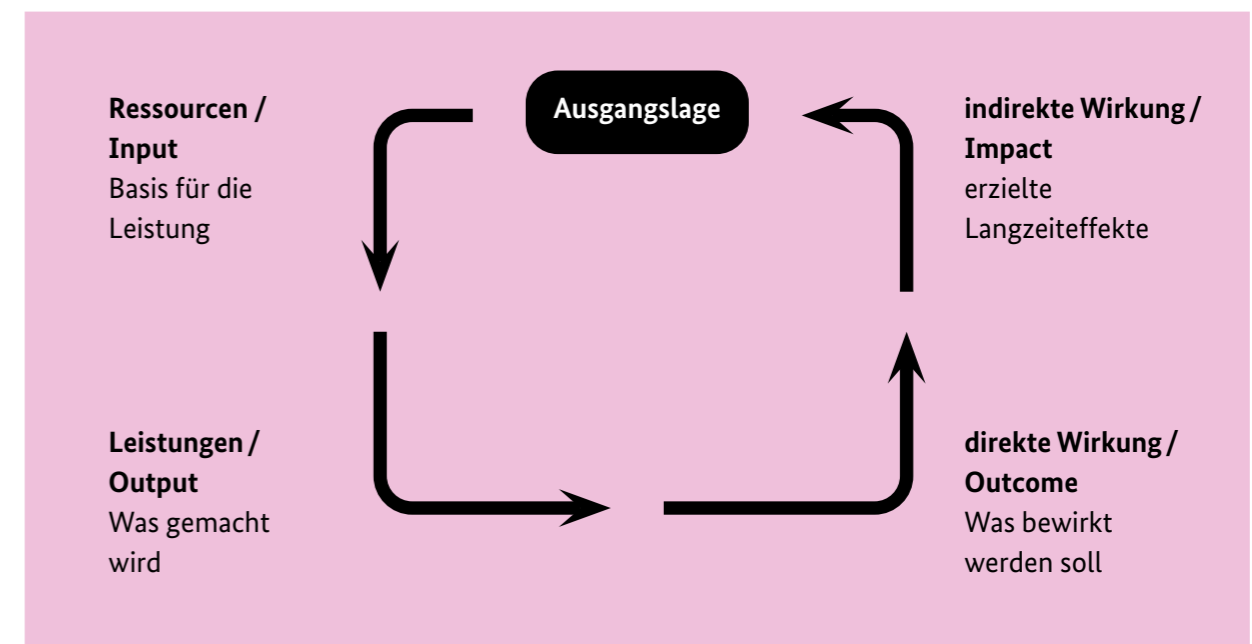 Ausgangslage
Ressourcen /
Input
Basis für die
Leistung
Leistungen /
Output
Was gemacht
wird
direkte Wirkung /
Outcome
Was bewirkt
werden soll
indirekte Wirkung /
Impact
erzielte
Langzeiteffekte